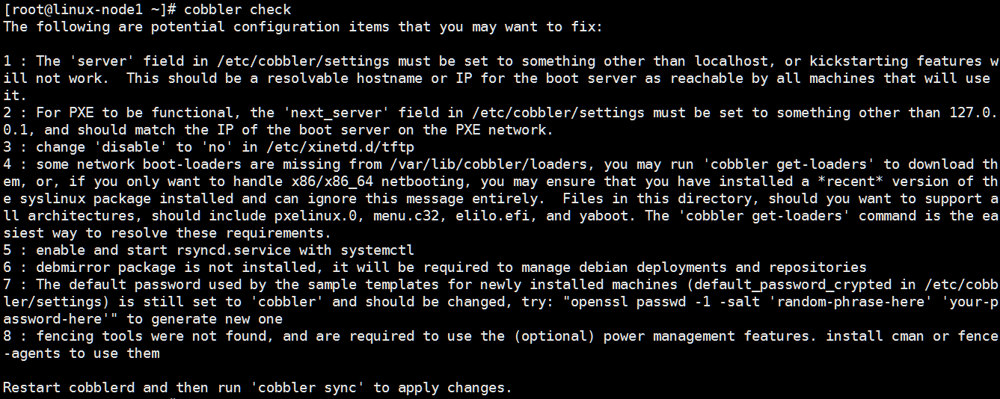 [root@linux-node1 ~]# cobbler check
The following are potential configuration items that you may want to fix:
1 : The 'server' field in /etc/cobbler/settings must be set to something other than localhost, or kickstarting features w
ill not work.  This should be a resolvable hostname or IP for the boot server as reachable by all machines that will use
it.
2 : For PXE to be functional, the 'next_server' field in /etc/cobbler/settings must be set to something other than 127.0.
0.1, and should match the IP of the boot server on the PXE network.
3 : change 'disable' to 'no' in /etc/xinetd.d/tftp
4 : some network boot-loaders are missing from /var/lib/cobbler/loaders, you may run 'cobbler get-loaders' to download th
em, or, if you only want to handle x86/x86_64 netbooting, you may ensure that you have installed a *recent* version of th
e syslinux package installed and can ignore this message entirely.  Files in this directory, should you want to support a
ll architectures, should include pxelinux.0, menu.c32, elilo.efi, and yaboot. The 'cobbler get-loaders' command is the ea
siest way to resolve these requirements.
5 : enable and start rsyncd.service with systemctl
6 : debmirror package is not installed, it will be required to manage debian deployments and repositories
7 : The default password used by the sample templates for newly installed machines (default_password_crypted in /etc/cobb
ler/settings) is still set to 'cobbler' and should be changed, try: "openssl passwd -1 -salt 'random-phrase-here' 'your-p
assword-here'" to generate new one
8 : fencing tools were not found, and are required to use the (optional) power management features. install cman or fence
-agents to use them
Restart cobblerd and then run 'cobbler sync' to apply changes.